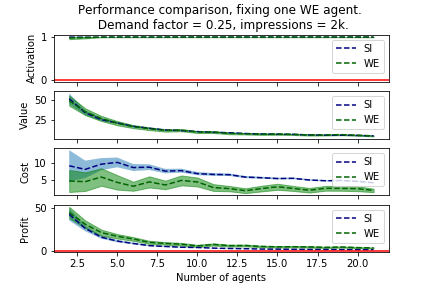 Performance comparison, fixing one WE agent.
Demand factor = 0.25, impressions = 2k.
Activation
1
0
SI
WE
Value
50
25
SI
WE
Cost
10
5
SI
WE
Profit
50
0
SI
WE
2.5 5.0 7.5 10.0 12.5 15.0 17.5 20.0
Number of agents